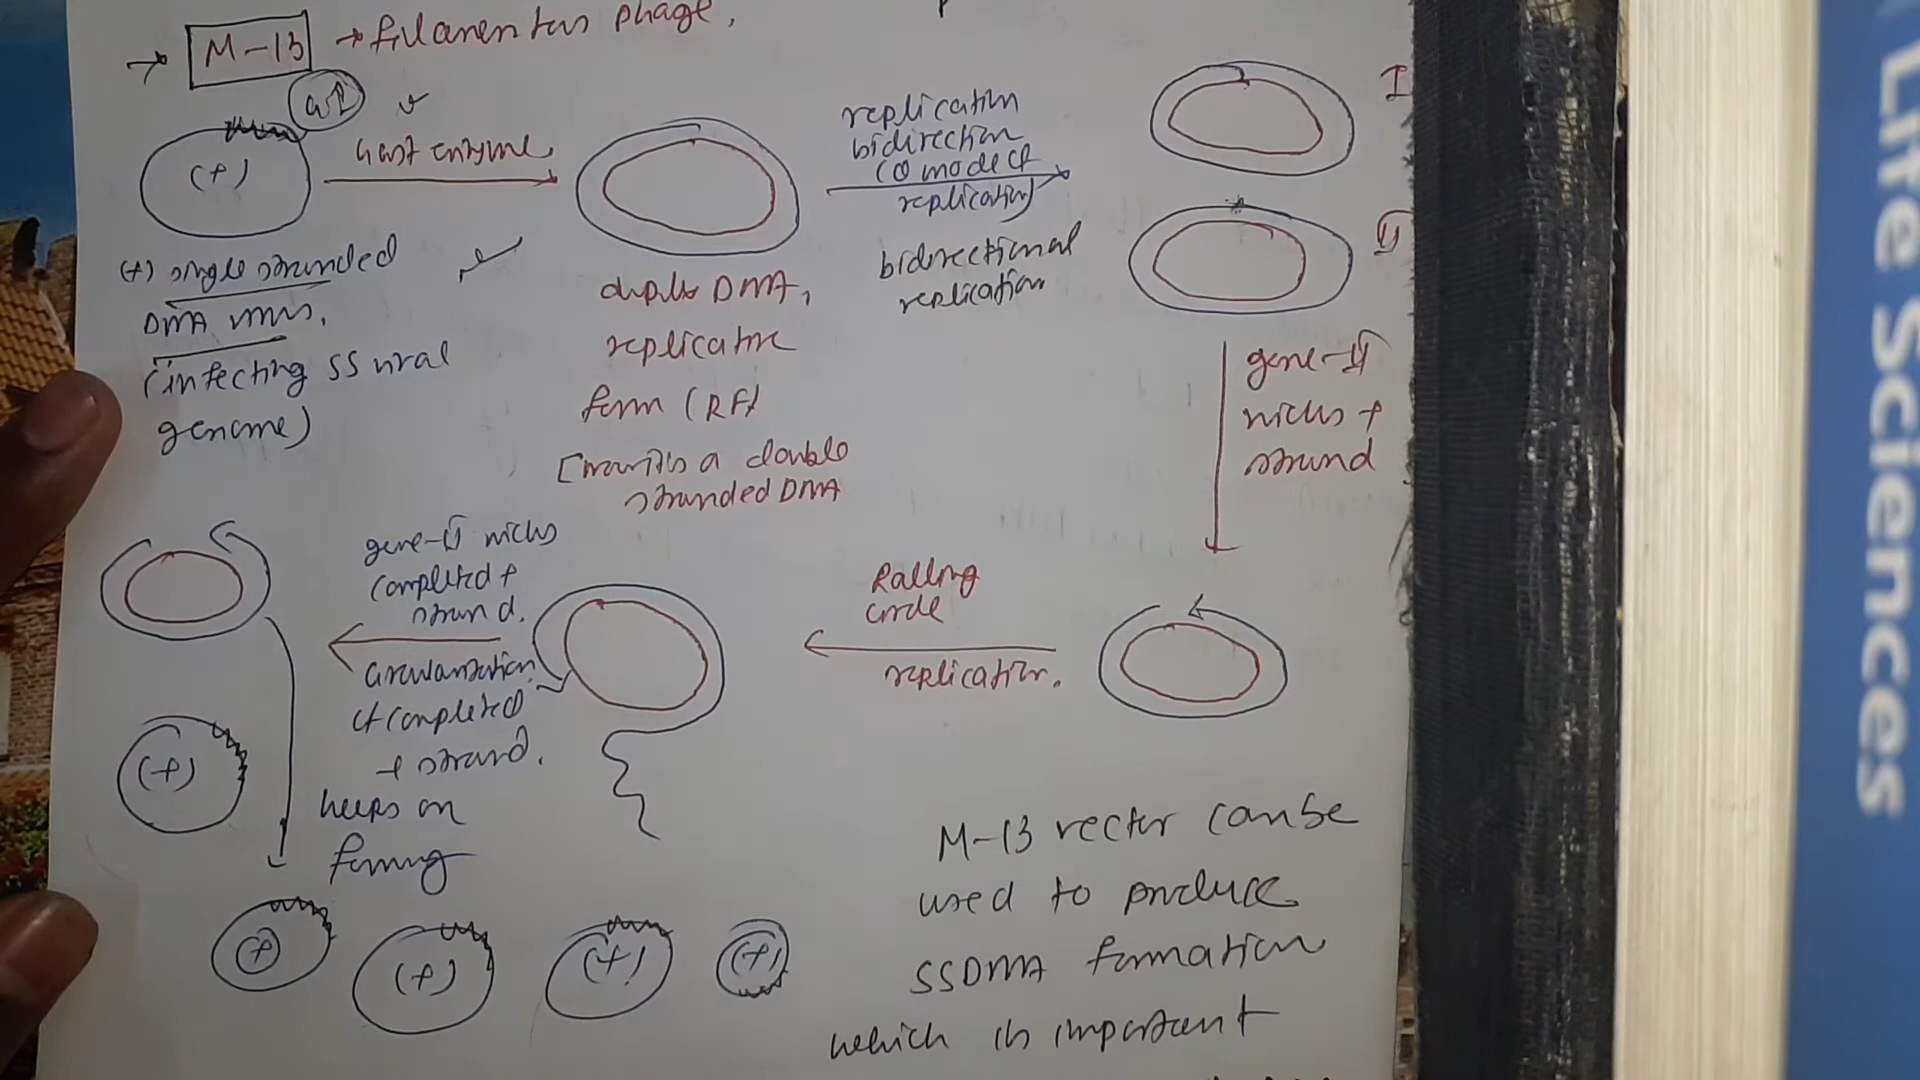 → M-13 → filamentous phage.
(+)
host enzyme
(+) single stranded
DNA virus.
(infecting SS viral
genome)
duplex DNA,
replicative
form (RF)
which is a double
stranded DNA
replication
bidirection
(θ mode of
replication)
bidirectional
replication
I
II
gene-II
nicks +
strand
Rolling
circle
replication.
gene-II nicks
completed +
strand.
Circularisation
of completed
+ strand.
(+)
keeps on
forming
(+)
(+)
(+)
(+)
M-13 vector can be
used to produce
SSDNA formation
which is important
Life Sciences